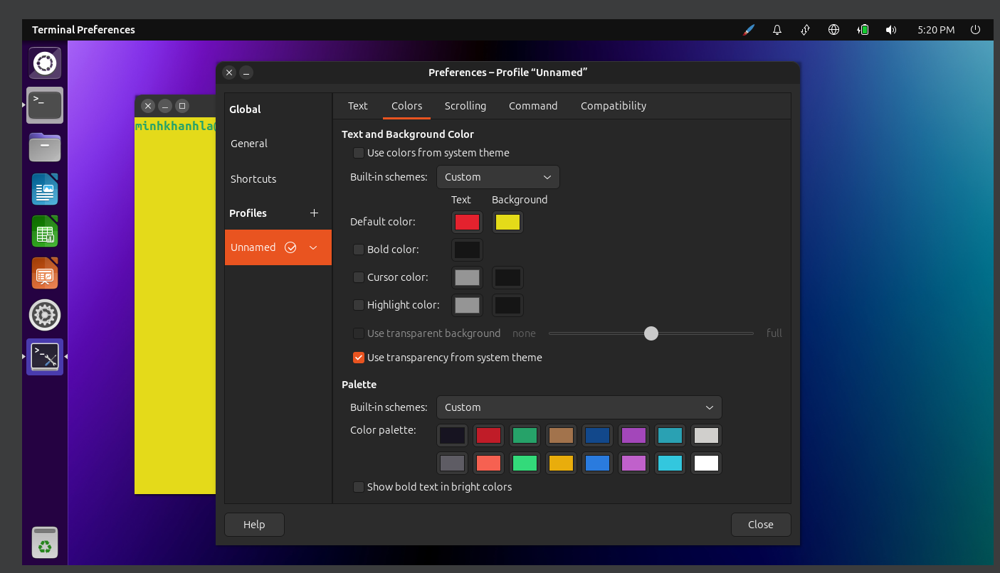 Terminal Preferences
5:20 PM
Preferences – Profile “Unnamed”
>_
minhkhanhla@
Global
General
Shortcuts
Profiles
Unnamed
Text Colors Scrolling Command Compatibility
Text and Background Color
Use colors from system theme
Built-in schemes: Custom
Text Background
Default color:
Bold color:
Cursor color:
Highlight color:
Use transparent background none full
Use transparency from system theme
Palette
Built-in schemes: Custom
Color palette:
Show bold text in bright colors
>_
Help Close